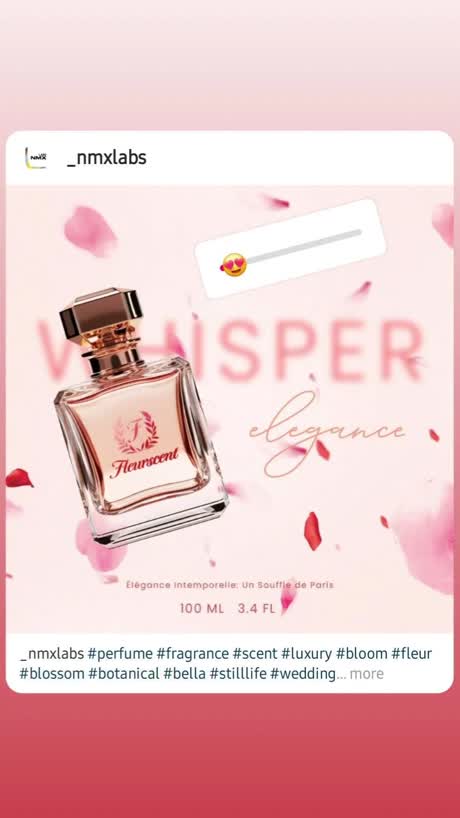 NMX
_nmxlabs
WHISPER
elegance
F
Fleurscent
Élégance Intemporelle: Un Souffle de Paris
100 ML 3.4 FL
_nmxlabs #perfume #fragrance #scent #luxury #bloom #fleur
#blossom #botanical #bella #stilllife #wedding... more